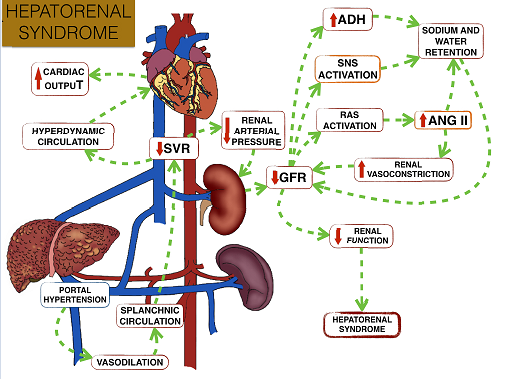 HEPATORENAL
SYNDROME
CARDIAC
OUTPUT
HYPERDYNAMIC
CIRCULATION
SVR
RENAL
ARTERIAL
PRESSURE
PORTAL
HYPERTENSION
SPLANCHNIC
CIRCULATION
VASODILATION
GFR
ADH
SNS
ACTIVATION
RAS
ACTIVATION
ANG II
SODIUM AND
WATER
RETENTION
RENAL
VASOCONSTRICTION
RENAL
FUNCTION
HEPATORENAL
SYNDROME